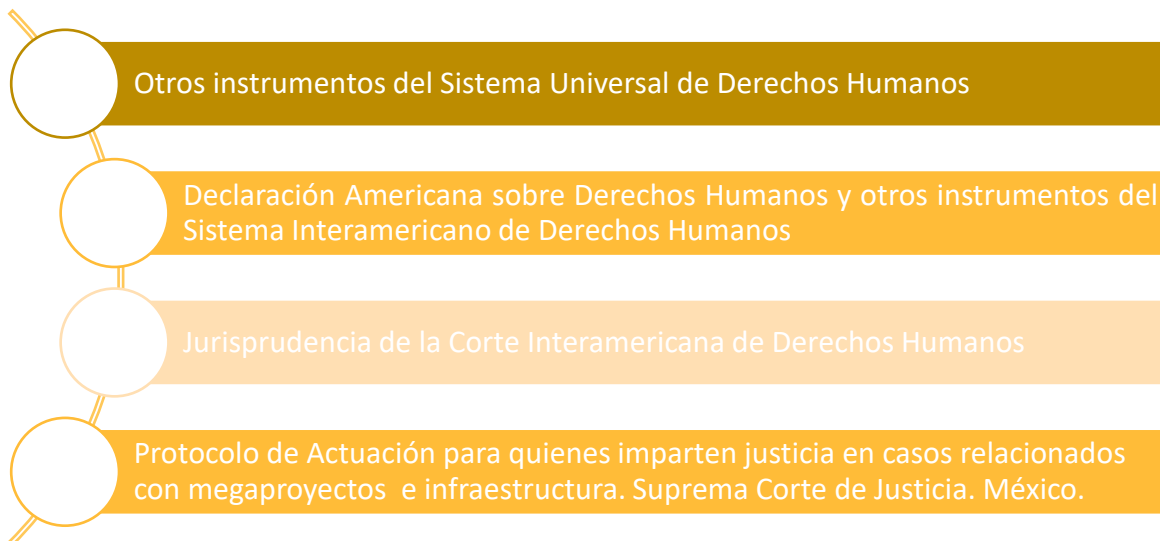 Otros instrumentos del Sistema Universal de Derechos Humanos
Declaración Americana sobre Derechos Humanos y otros instrumentos del
Sistema Interamericano de Derechos Humanos
Jurisprudencia de la Corte Interamericana de Derechos Humanos
Protocolo de Actuación para quienes imparten justicia en casos relacionados
con megaproyectos  e infraestructura. Suprema Corte de Justicia. México.